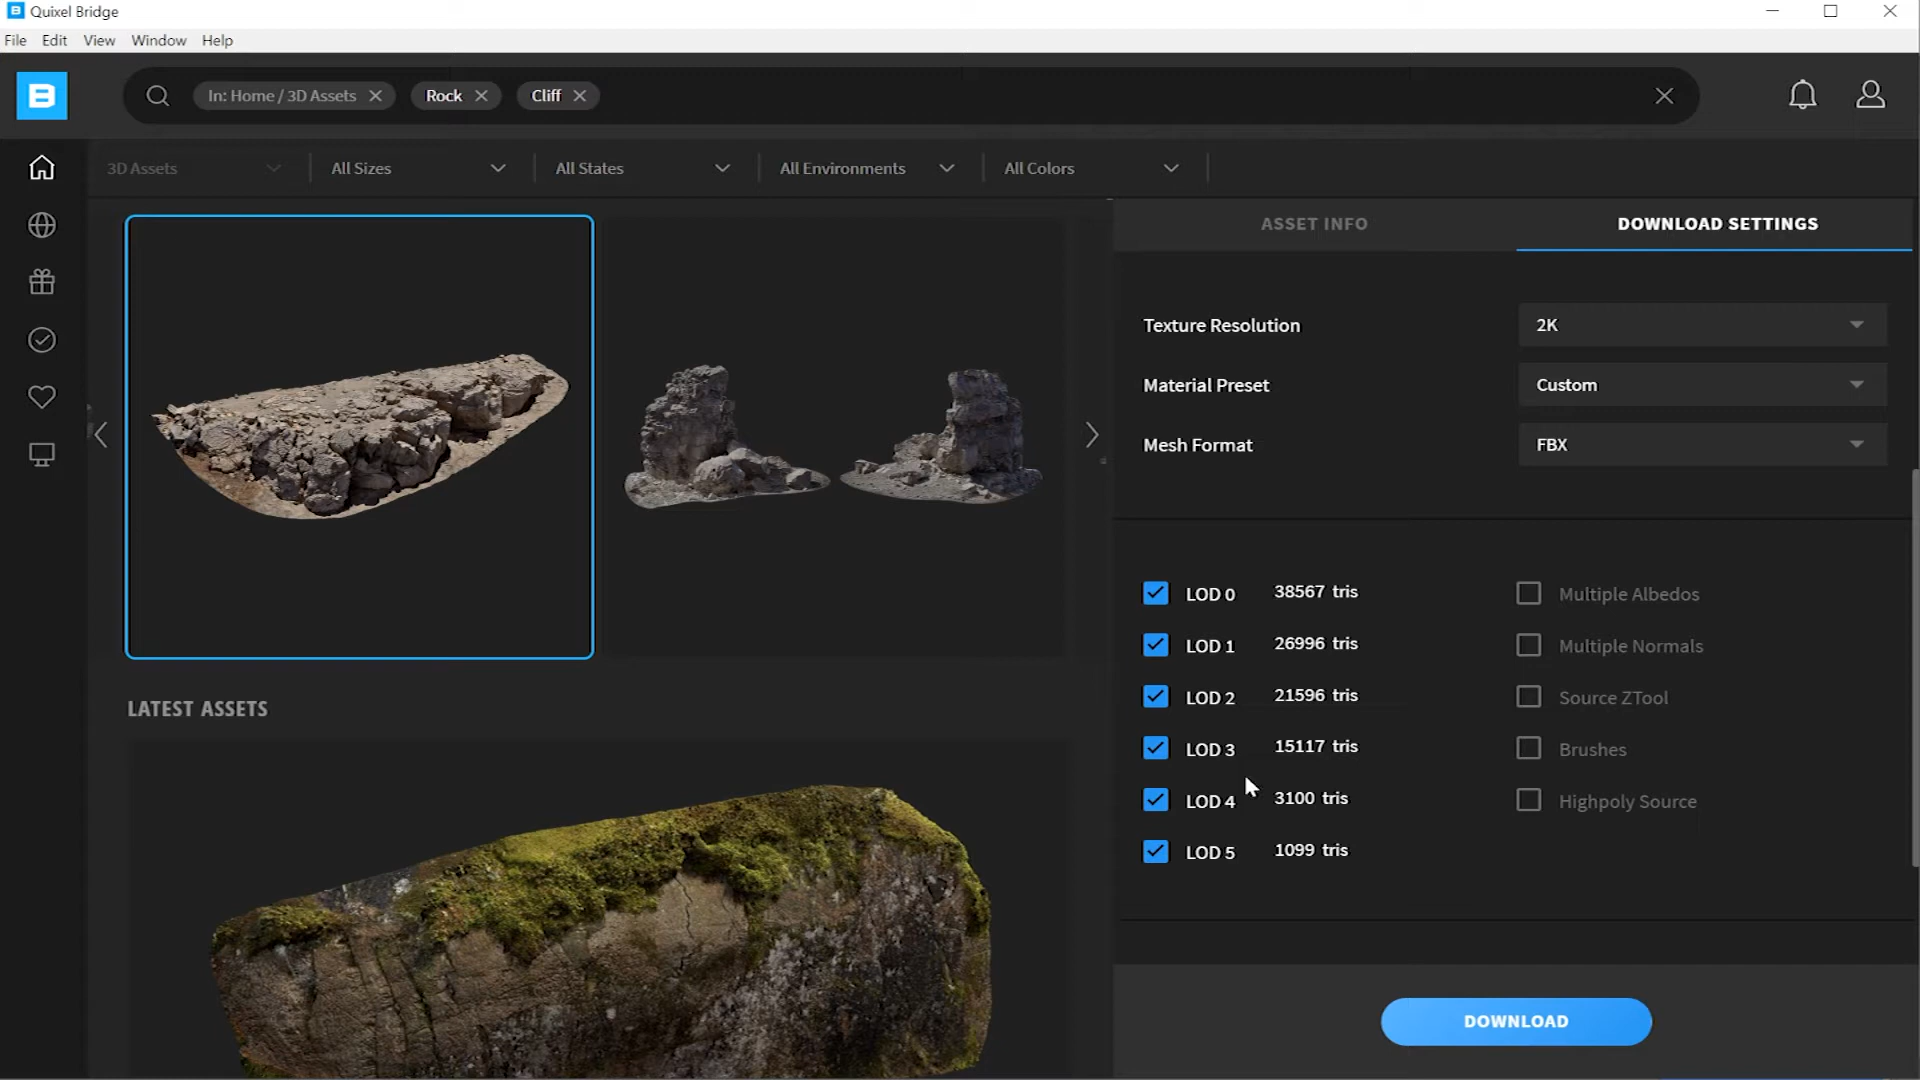 Quixel Bridge
File Edit View Window Help
In: Home / 3D Assets Rock Cliff
3D Assets All Sizes All States All Environments All Colors
ASSET INFO DOWNLOAD SETTINGS
Texture Resolution 2K
Material Preset Custom
Mesh Format FBX
LOD 0 38567 tris Multiple Albedos
LOD 1 26996 tris Multiple Normals
LOD 2 21596 tris Source ZTool
LOD 3 15117 tris Brushes
LOD 4 3100 tris Highpoly Source
LOD 5 1099 tris
LATEST ASSETS
DOWNLOAD